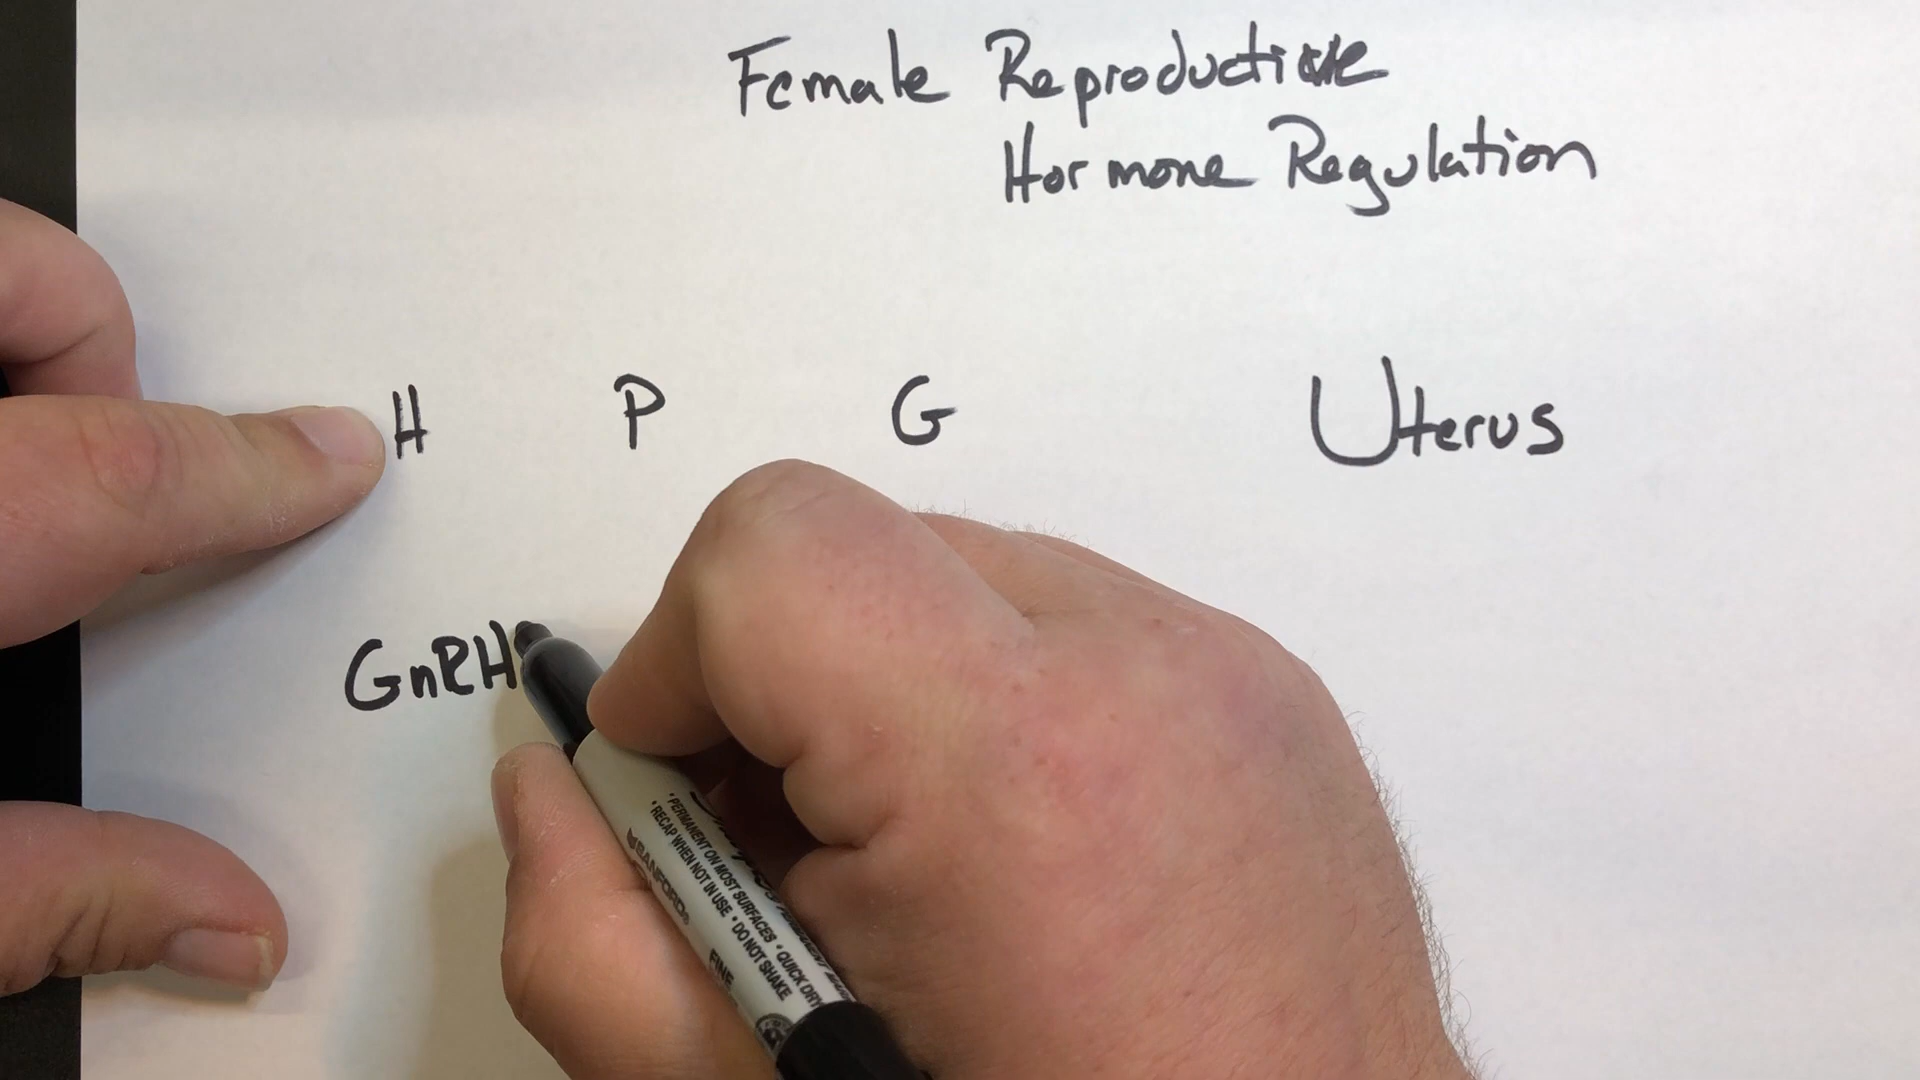 Female Reproductive
Hormone Regulation
H P G Uterus
GnRH
•PERMANENT ON MOST SURFACES •QUICK DRY
•RECAP WHEN NOT IN USE •DO NOT SHAKE
SANFORD®
FINE